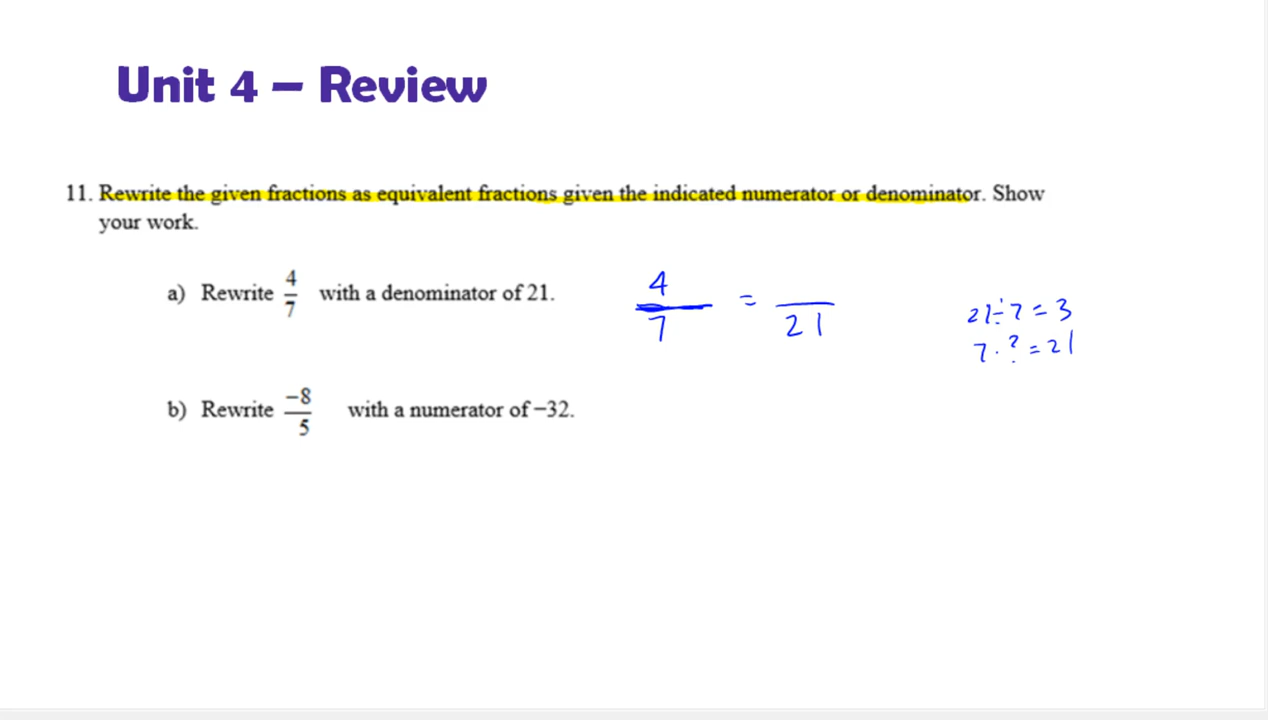 Unit 4 – Review
11. Rewrite the given fractions as equivalent fractions given the indicated numerator or denominator. Show
your work.
a) Rewrite 4/7 with a denominator of 21.
4/7 = /21
21÷7=3
7·?=21
b) Rewrite −8/5 with a numerator of −32.